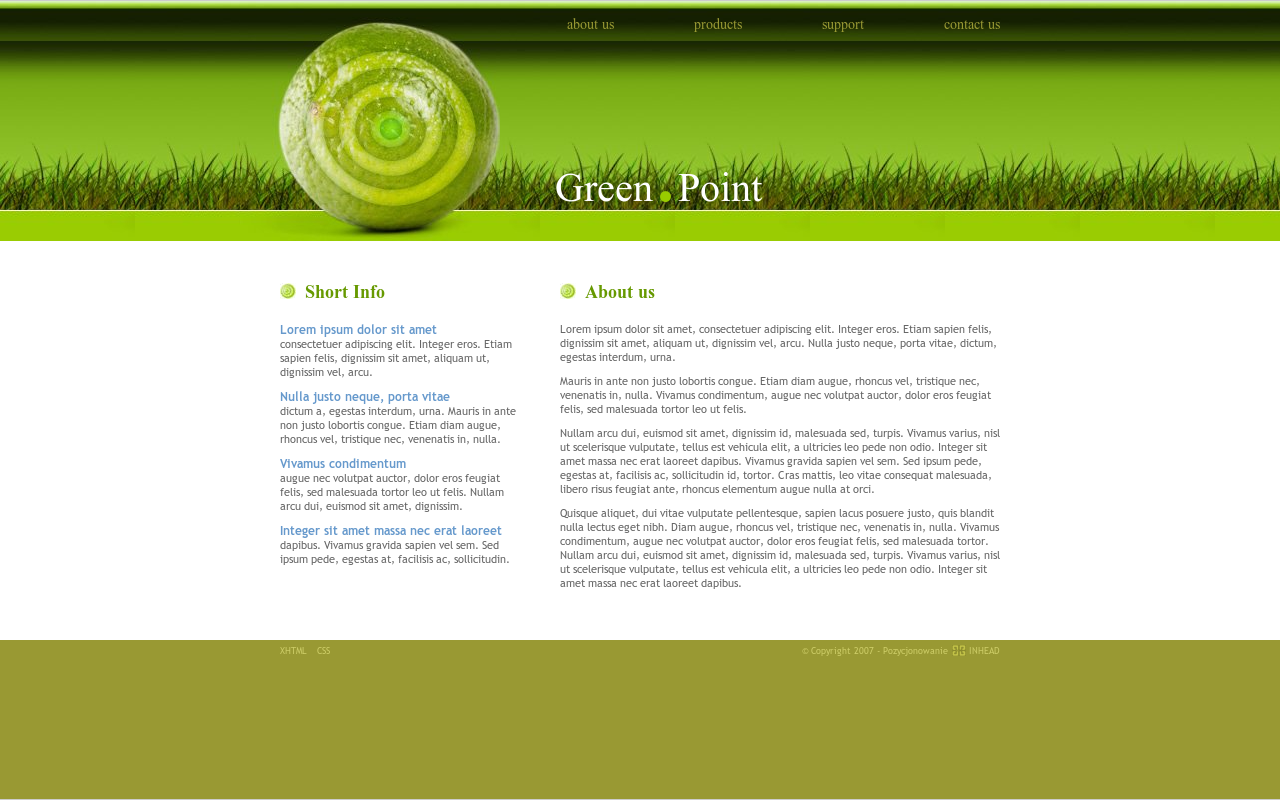 about us products support contact us
Green.Point
Short Info
Lorem ipsum dolor sit amet
consectetuer adipiscing elit. Integer eros. Etiam
sapien felis, dignissim sit amet, aliquam ut,
dignissim vel, arcu.
Nulla justo neque, porta vitae
dictum a, egestas interdum, urna. Mauris in ante
non justo lobortis congue. Etiam diam augue,
rhoncus vel, tristique nec, venenatis in, nulla.
Vivamus condimentum
augue nec volutpat auctor, dolor eros feugiat
felis, sed malesuada tortor leo ut felis. Nullam
arcu dui, euismod sit amet, dignissim.
Integer sit amet massa nec erat laoreet
dapibus. Vivamus gravida sapien vel sem. Sed
ipsum pede, egestas at, facilisis ac, sollicitudin.
About us
Lorem ipsum dolor sit amet, consectetuer adipiscing elit. Integer eros. Etiam sapien felis,
dignissim sit amet, aliquam ut, dignissim vel, arcu. Nulla justo neque, porta vitae, dictum,
egestas interdum, urna.
Mauris in ante non justo lobortis congue. Etiam diam augue, rhoncus vel, tristique nec,
venenatis in, nulla. Vivamus condimentum, augue nec volutpat auctor, dolor eros feugiat
felis, sed malesuada tortor leo ut felis.
Nullam arcu dui, euismod sit amet, dignissim id, malesuada sed, turpis. Vivamus varius, nisl
ut scelerisque vulputate, tellus est vehicula elit, a ultricies leo pede non odio. Integer sit
amet massa nec erat laoreet dapibus. Vivamus gravida sapien vel sem. Sed ipsum pede,
egestas at, facilisis ac, sollicitudin id, tortor. Cras mattis, leo vitae consequat malesuada,
libero risus feugiat ante, rhoncus elementum augue nulla at orci.
Quisque aliquet, dui vitae vulputate pellentesque, sapien lacus posuere justo, quis blandit
nulla lectus eget nibh. Diam augue, rhoncus vel, tristique nec, venenatis in, nulla. Vivamus
condimentum, augue nec volutpat auctor, dolor eros feugiat felis, sed malesuada tortor.
Nullam arcu dui, euismod sit amet, dignissim id, malesuada sed, turpis. Vivamus varius, nisl
ut scelerisque vulputate, tellus est vehicula elit, a ultricies leo pede non odio. Integer sit
amet massa nec erat laoreet dapibus.
XHTML CSS
© Copyright 2007 - Pozycjonowanie INHEAD